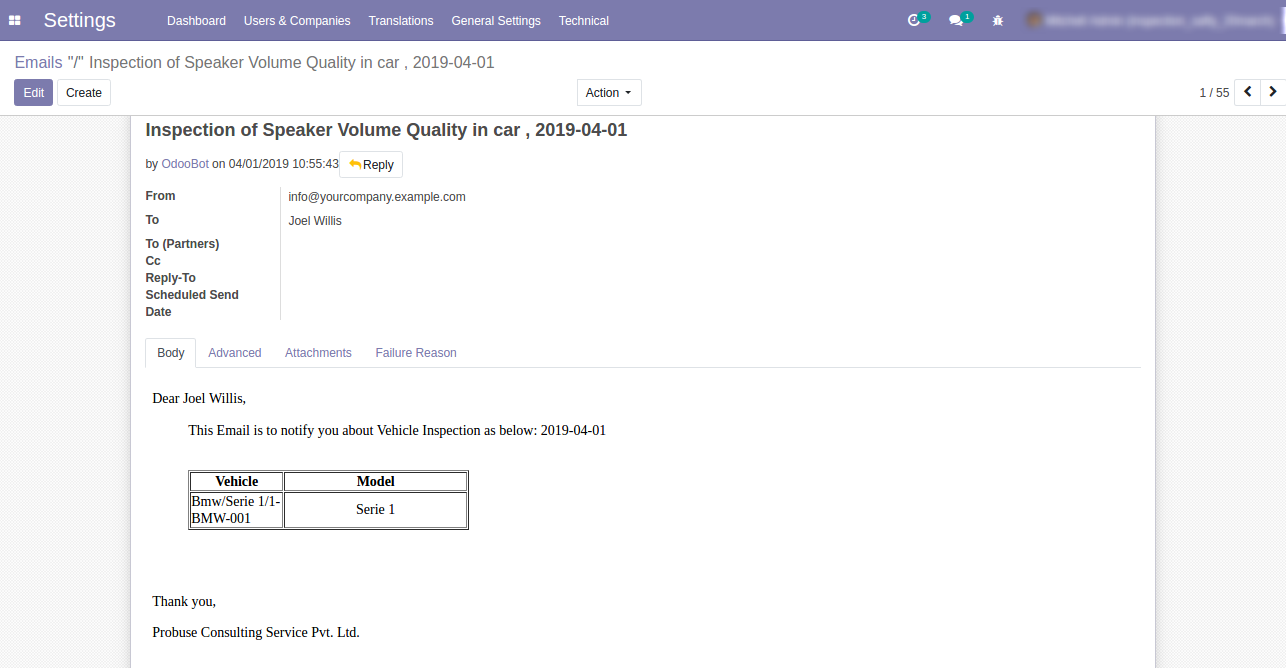 Settings Dashboard Users & Companies Translations General Settings Technical 3 1
Emails "/" Inspection of Speaker Volume Quality in car , 2019-04-01
Edit Create Action 1 / 55
Inspection of Speaker Volume Quality in car , 2019-04-01
by OdooBot on 04/01/2019 10:55:43 Reply
From info@yourcompany.example.com
To Joel Willis
To (Partners)
Cc
Reply-To
Scheduled Send
Date
Body Advanced Attachments Failure Reason
Dear Joel Willis,
This Email is to notify you about Vehicle Inspection as below: 2019-04-01
Vehicle Model
Bmw/Serie 1/1-
BMW-001 Serie 1
Thank you,
Probuse Consulting Service Pvt. Ltd.